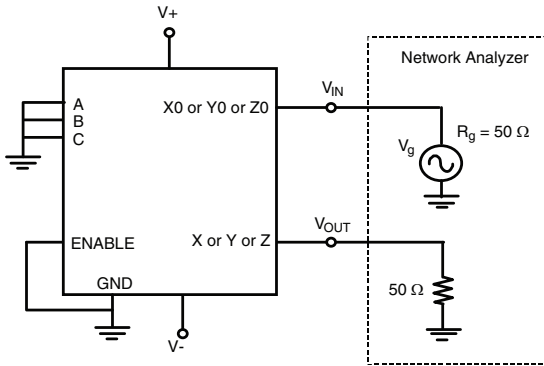 V+
Network Analyzer
A
B
C
X0 or Y0 or Z0
VIN
Vg
Rg = 50 Ω
ENABLE
X or Y or Z
VOUT
GND
50 Ω
V-